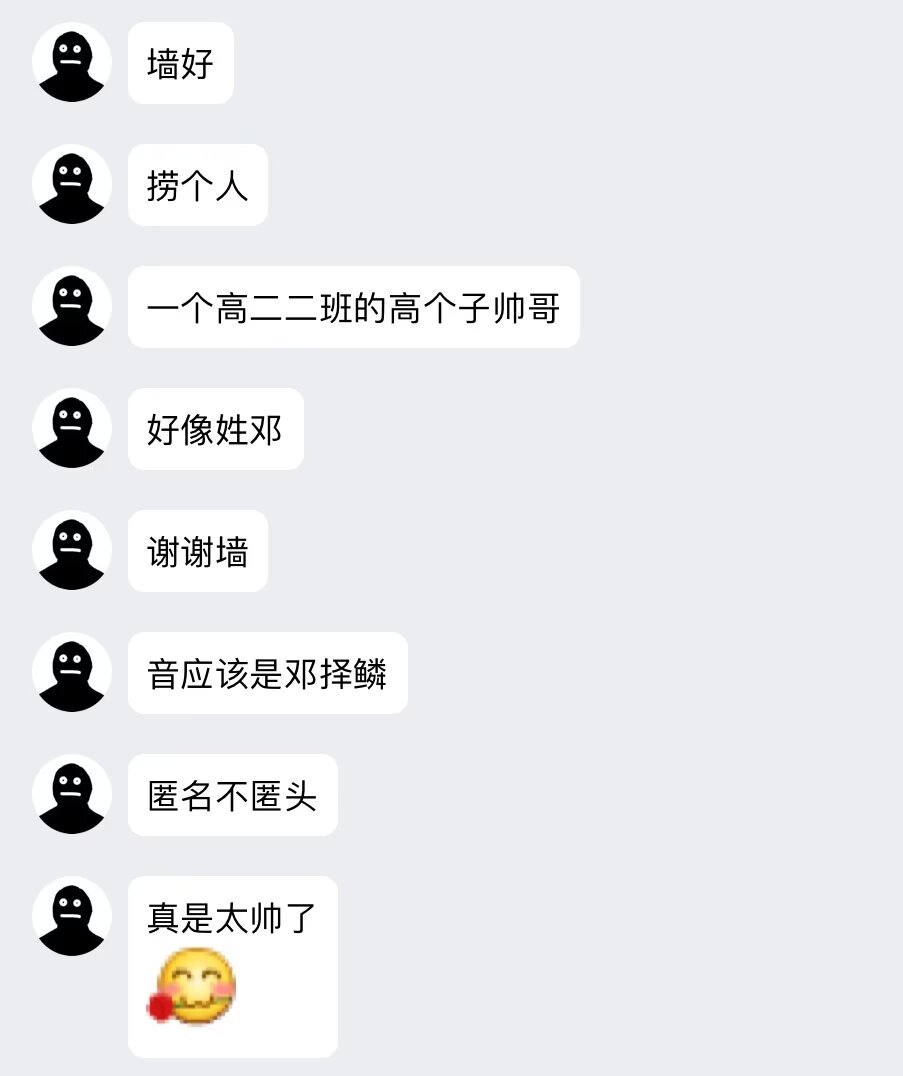 墙好
捞个人
一个高二二班的高个子帅哥
好像姓邓
谢谢墙
音应该是邓择鳞
匿名不匿头
真是太帅了